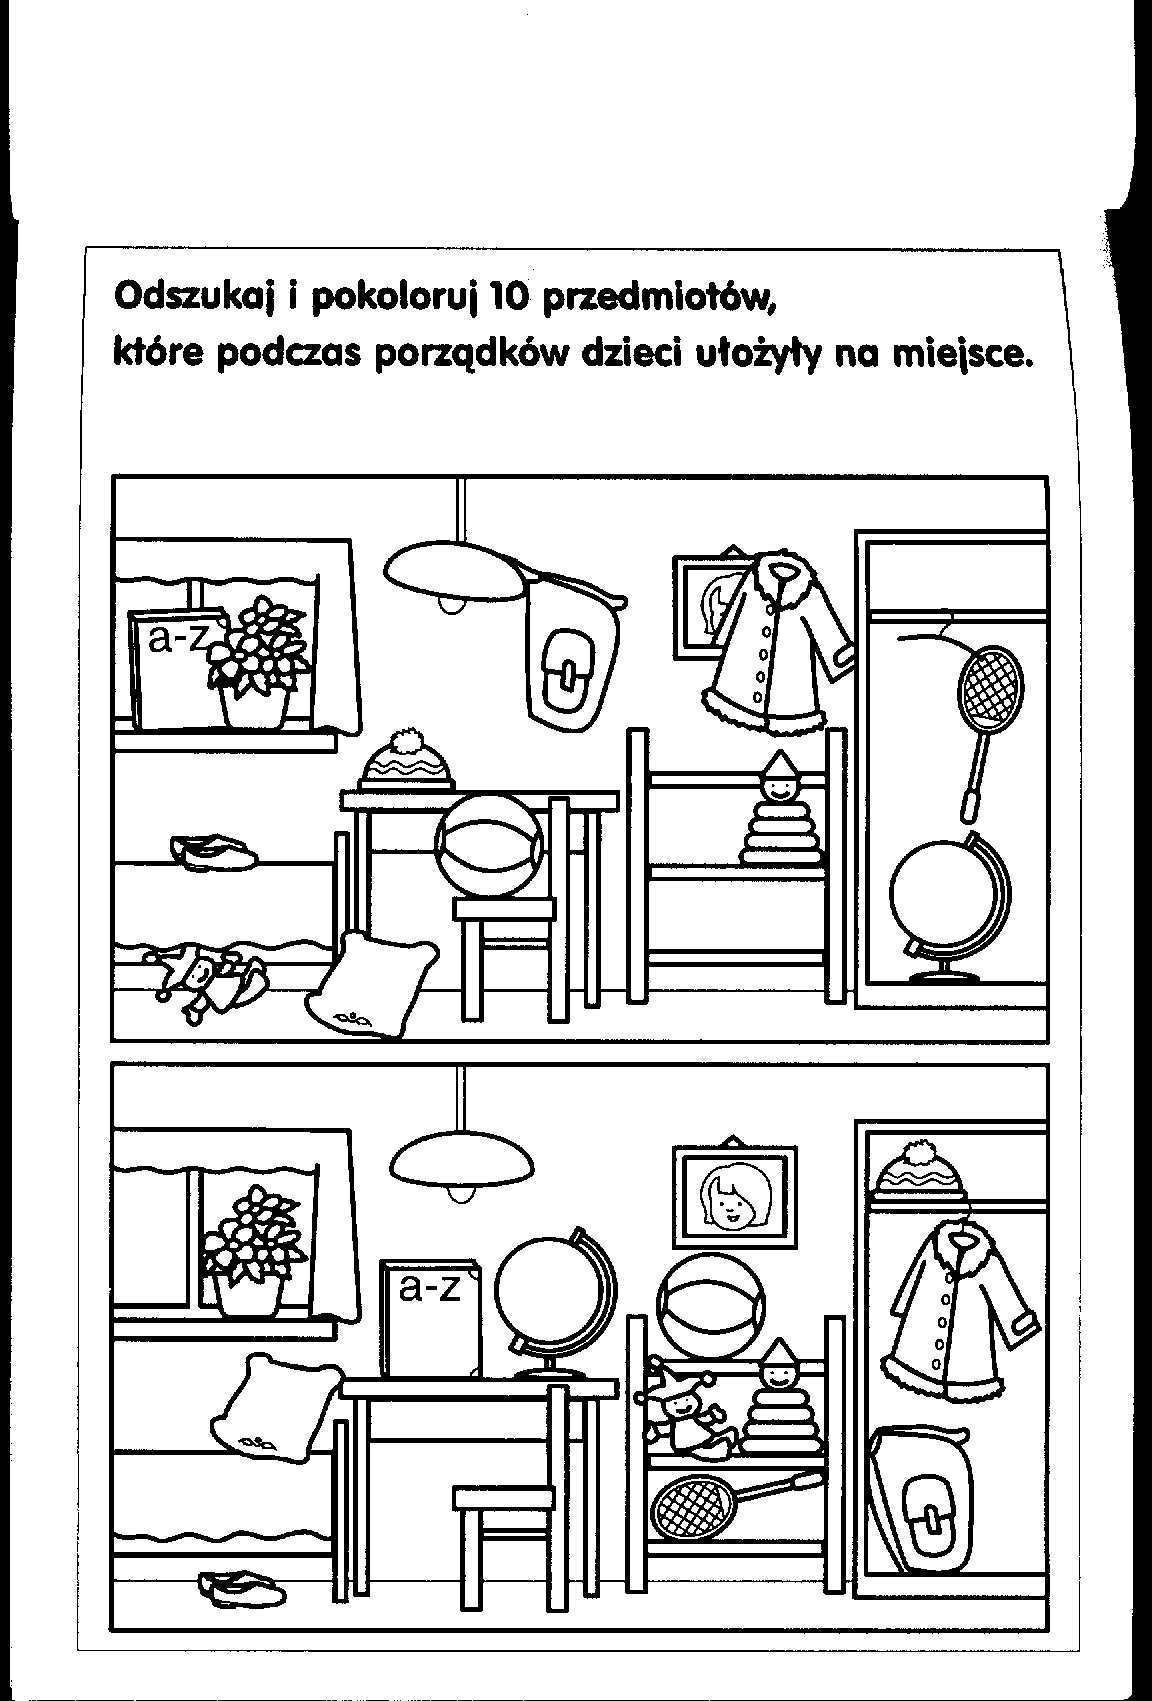 Odszukaj i pokoloruj 10 przedmiotów,
które podczas porządków dzieci ułożyły na miejsce.
a-z
a-z